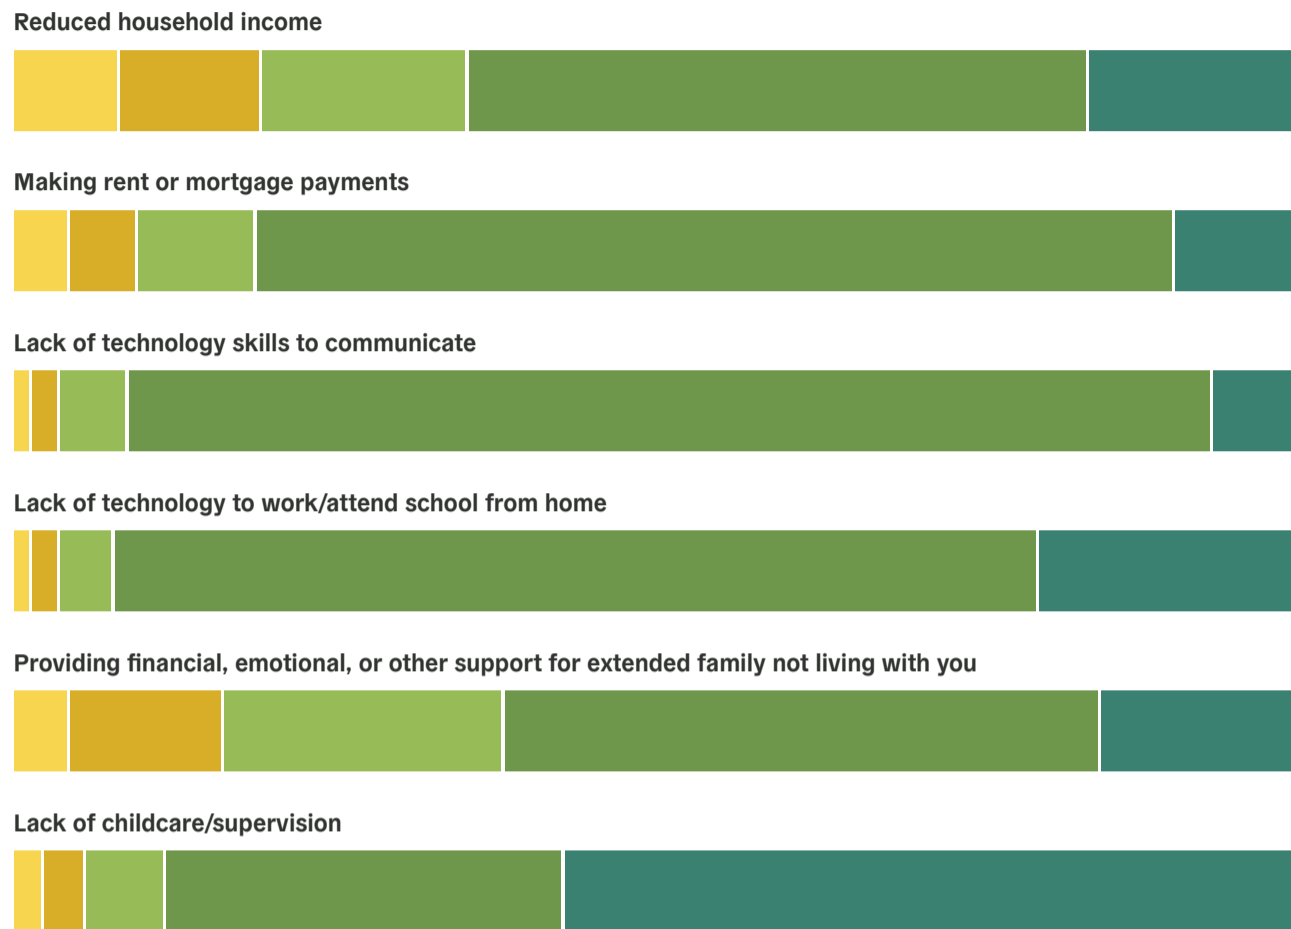 Reduced household income
Making rent or mortgage payments
Lack of technology skills to communicate
Lack of technology to work/attend school from home
Providing financial, emotional, or other support for extended family not living with you
Lack of childcare/supervision